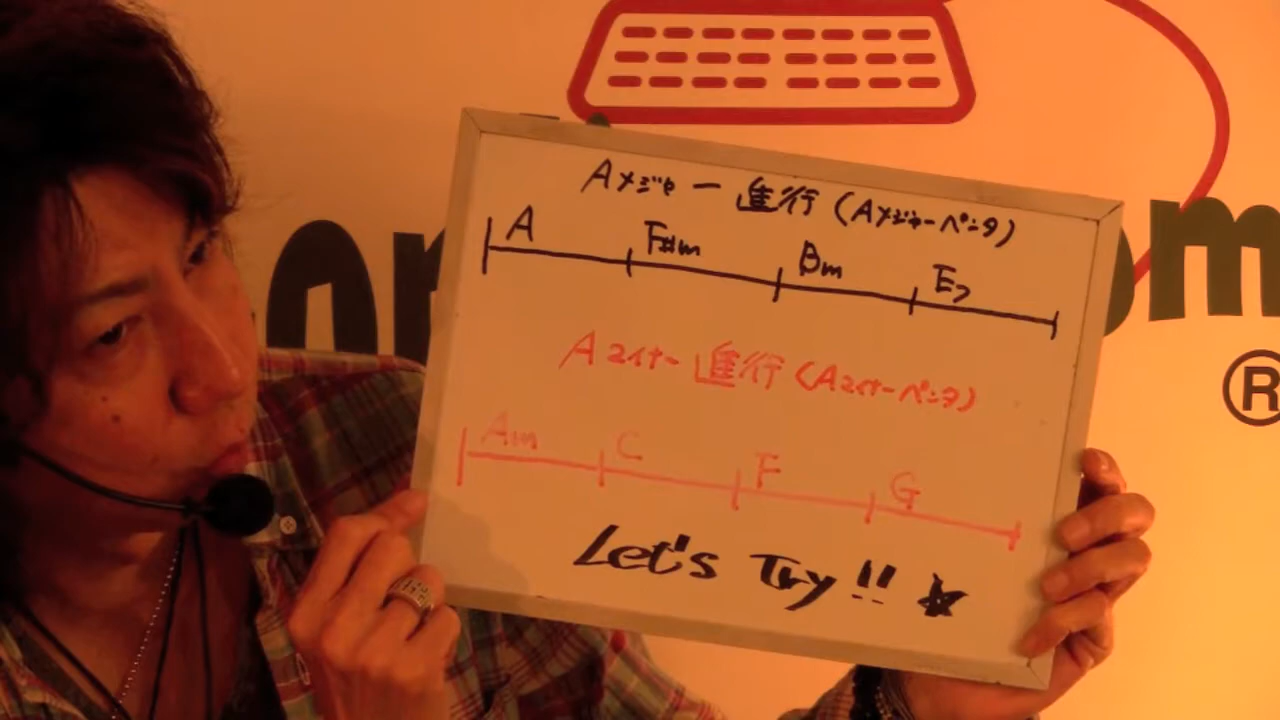 Aメジャー進行(Aメジャーペンタ)
A F#m Bm E7
Aマイナー進行(Aマイナーペンタ)
Am C F G
Let's Try!!★
om
®